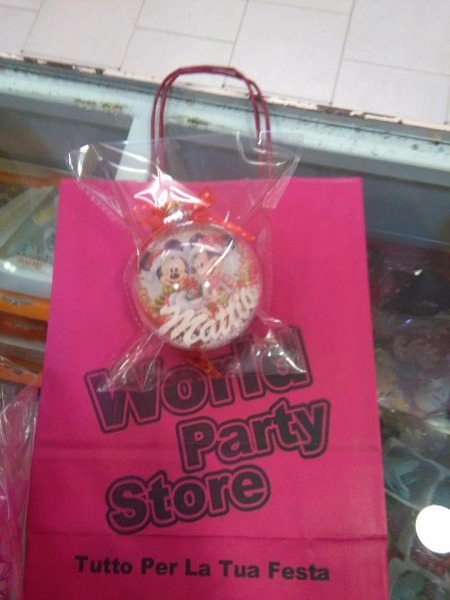 Mattia
World
Party
Store
Tutto Per La Tua Festa